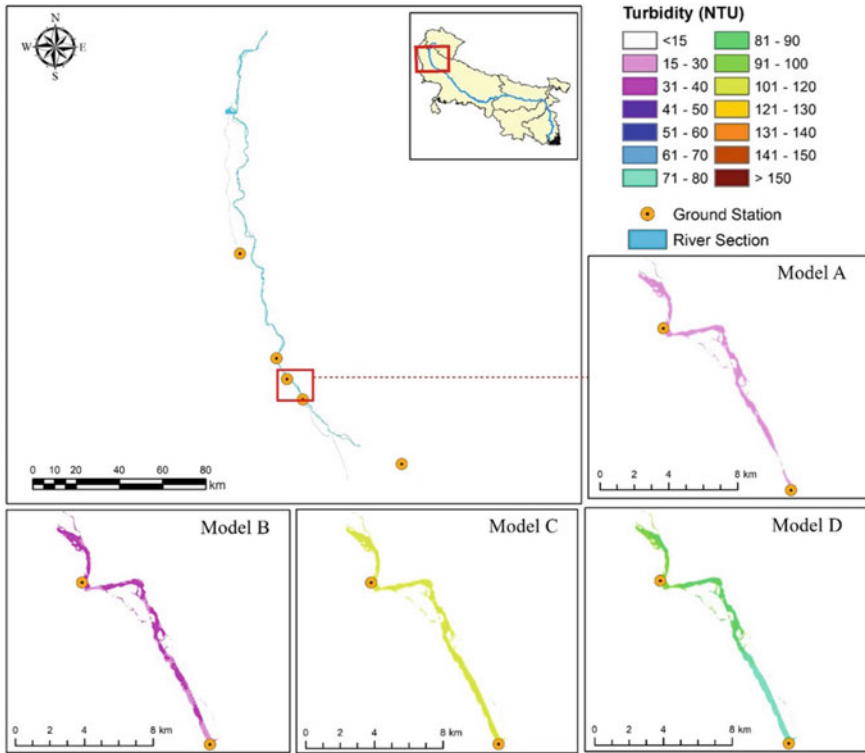 N
W E
S
Turbidity (NTU)
<15
15 - 30
31 - 40
41 - 50
51 - 60
61 - 70
71 - 80
81 - 90
91 - 100
101 - 120
121 - 130
131 - 140
141 - 150
> 150
Ground Station
River Section
0 10 20 40 60 80
km
Model A
0 2 4 8 km
Model B
0 2 4 8 km
Model C
0 2 4 8 km
Model D
0 2 4 8 km